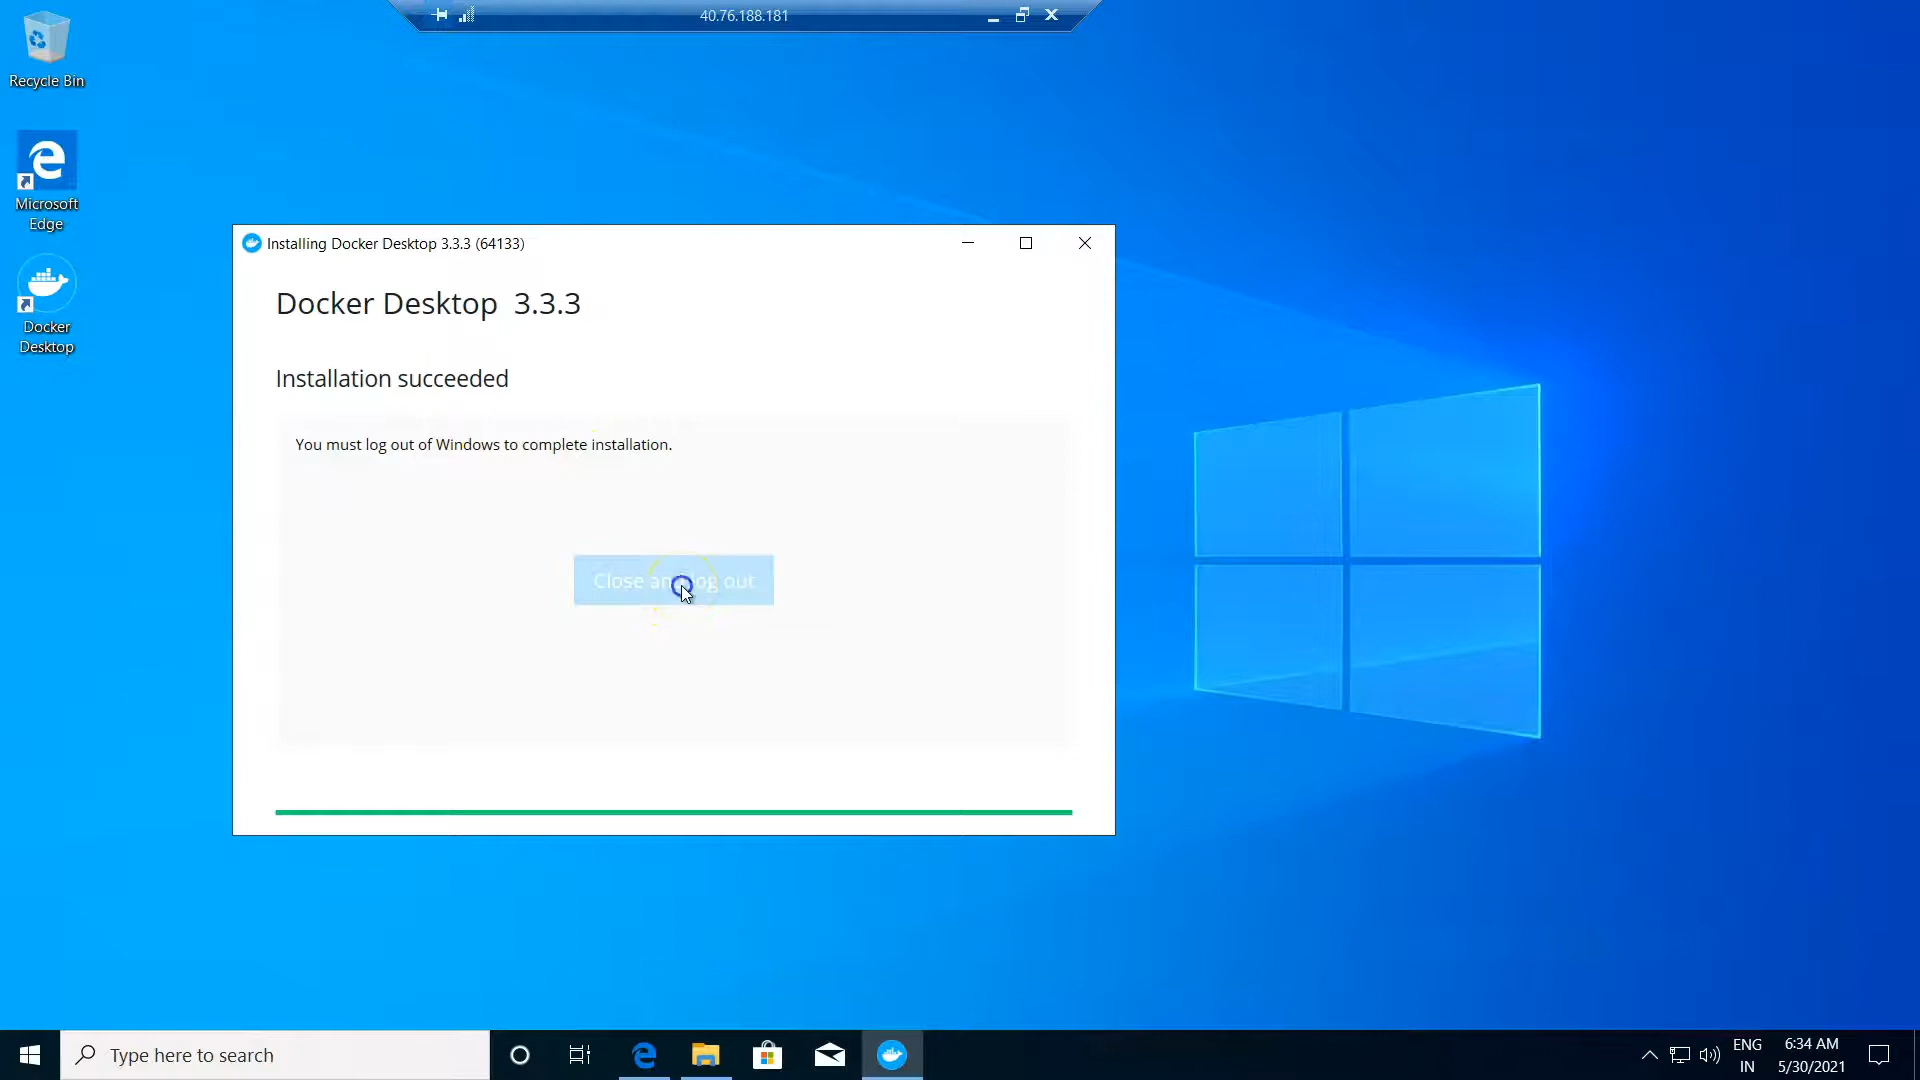 40.76.188.181
Recycle Bin
Microsoft
Edge
Docker
Desktop
Installing Docker Desktop 3.3.3 (64133)
Docker Desktop 3.3.3
Installation succeeded
You must log out of Windows to complete installation.
Close and log out
Type here to search
ENG
IN
6:34 AM
5/30/2021